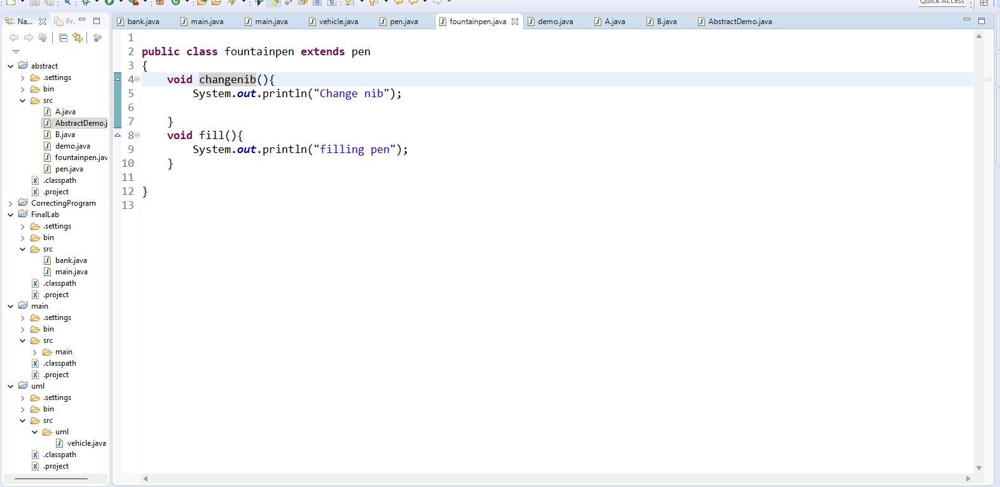 Quick Access
Na...
Pr.
bank.java
main.java
main.java
vehicle.java
pen.java
fountainpen.java
demo.java
A.java
B.java
AbstractDemo.java
abstract
.settings
bin
src
A.java
AbstractDemo.j
B.java
demo.java
fountainpen.jav
pen.java
.classpath
.project
CorrectingProgram
FinalLab
.settings
bin
src
bank.java
main.java
.classpath
.project
main
.settings
bin
src
main
.classpath
.project
uml
.settings
bin
src
uml
vehicle.java
.classpath
.project
1
2 public class fountainpen extends pen
3 {
4 void changenib(){
5 System.out.println("Change nib");
6
7 }
8 void fill(){
9 System.out.println("filling pen");
10 }
11
12 }
13